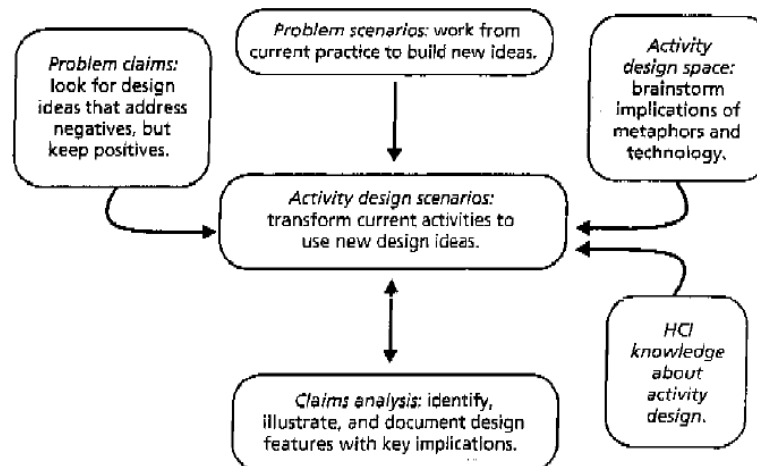 Problem scenarios: work from
current practice to build new ideas.
Problem claims:
look for design
ideas that address
negatives, but
keep positives.
Activity
design space:
brainstorm
implications of
metaphors and
technology.
Activity design scenarios:
transform current activities to
use new design ideas.
HCI
knowledge
about
activity
design.
Claims analysis: identify,
illustrate, and document design
features with key implications.